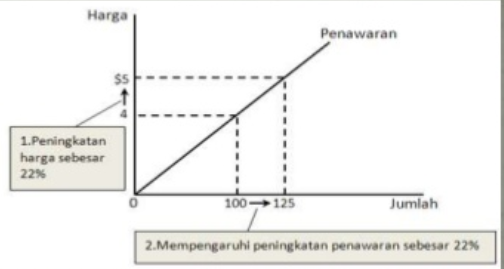 Harga
Penawaran
$5
4
1.Peningkatan
harga sebesar
22%
0
100
125
Jumlah
2.Mempengaruhi peningkatan penawaran sebesar 22%